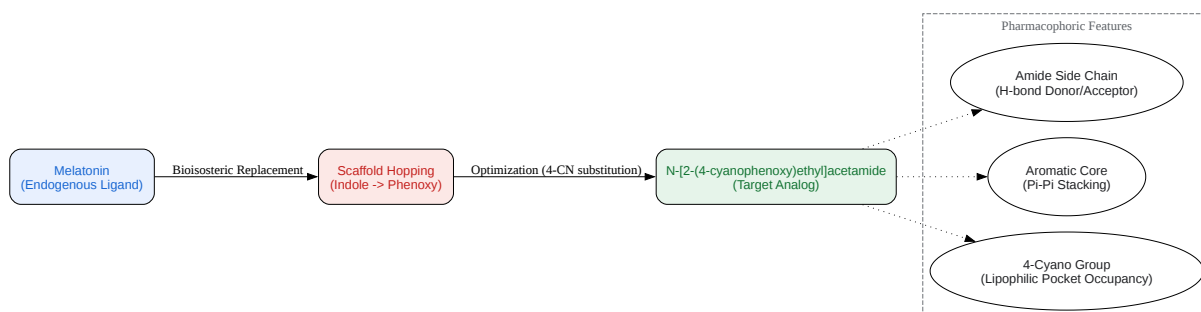 Pharmacophoric Features
Amide Side Chain
(H-bond Donor/Acceptor)
Melatonin
(Endogenous Ligand)
Bioisosteric Replacement
Scaffold Hopping
(Indole -> Phenoxy)
Optimization (4-CN substitution)
N-[2-(4-cyanophenoxy)ethyl]acetamide
(Target Analog)
Aromatic Core
(Pi-Pi Stacking)
4-Cyano Group
(Lipophilic Pocket Occupancy)